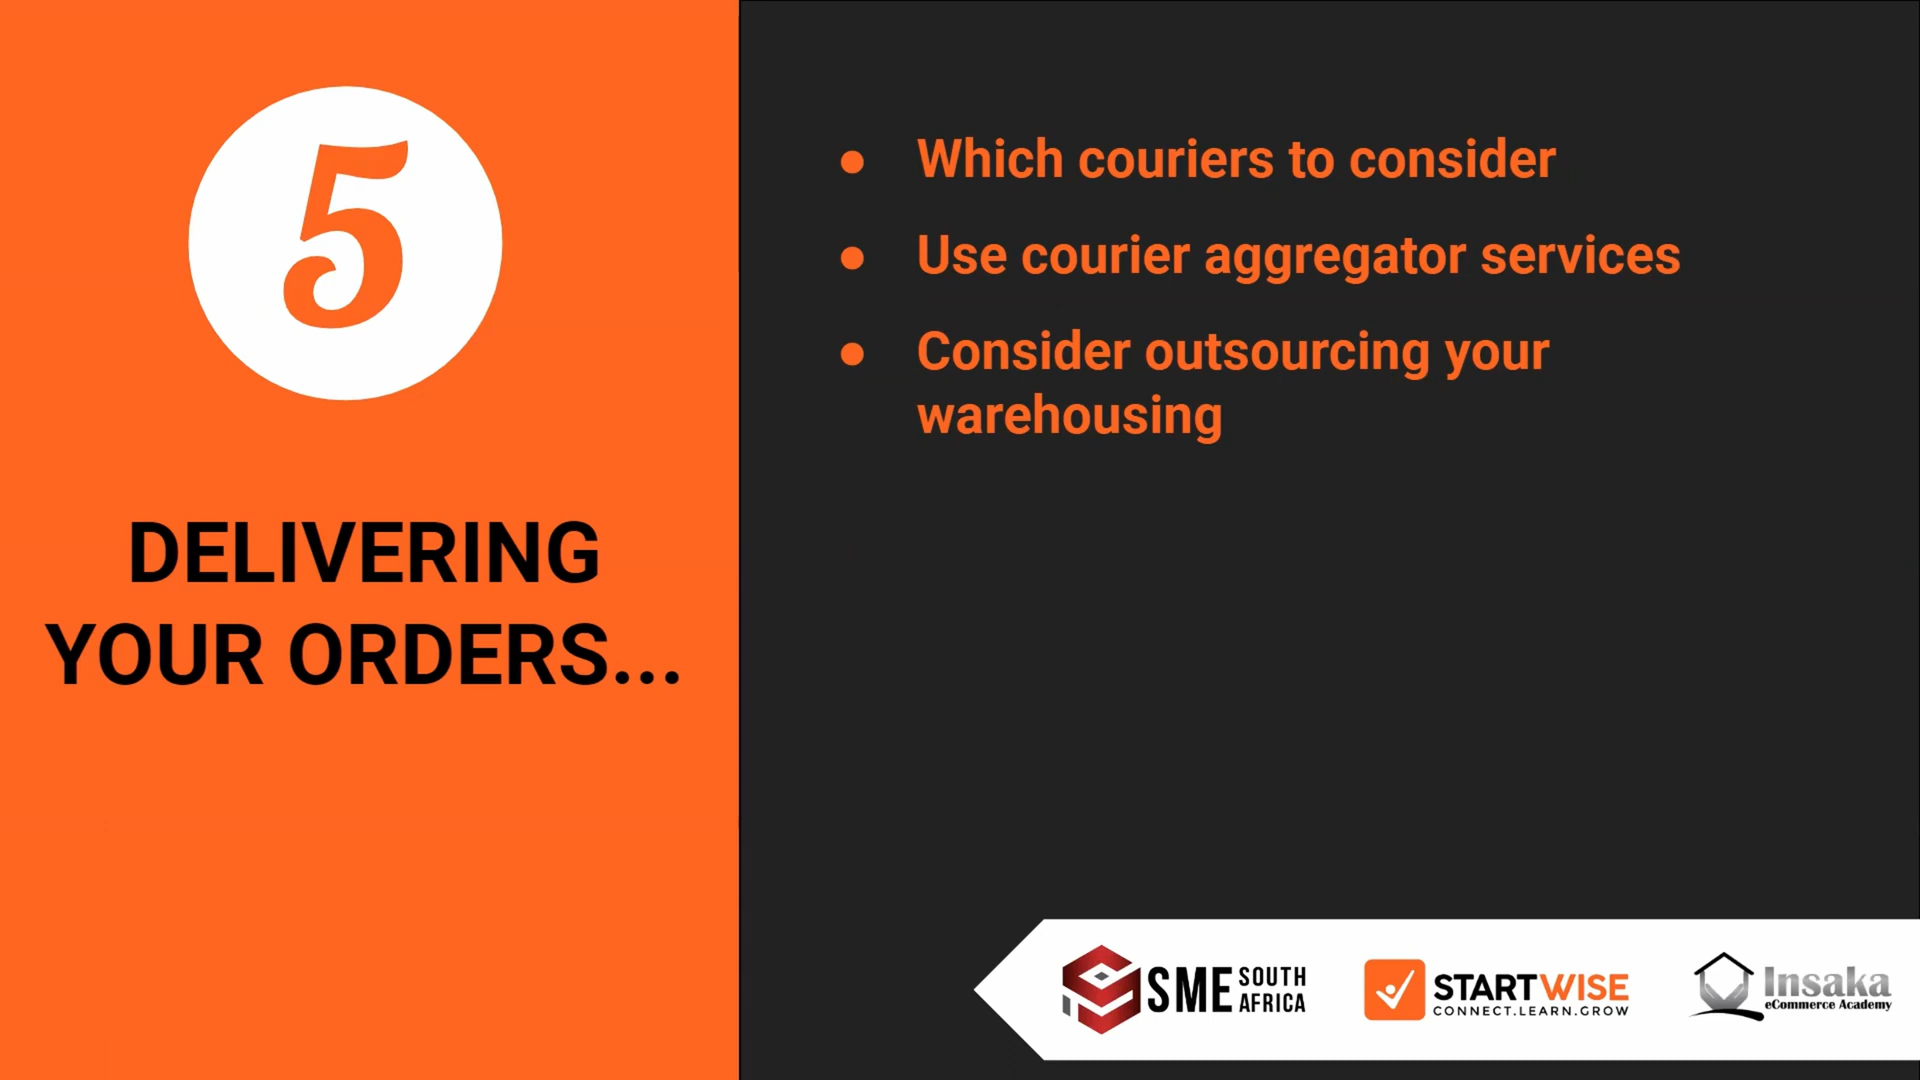 5
DELIVERING
YOUR ORDERS...
● Which couriers to consider
● Use courier aggregator services
● Consider outsourcing your
warehousing
SME SOUTH
AFRICA
STARTWISE
CONNECT.LEARN.GROW
Insaka
eCommerce Academy